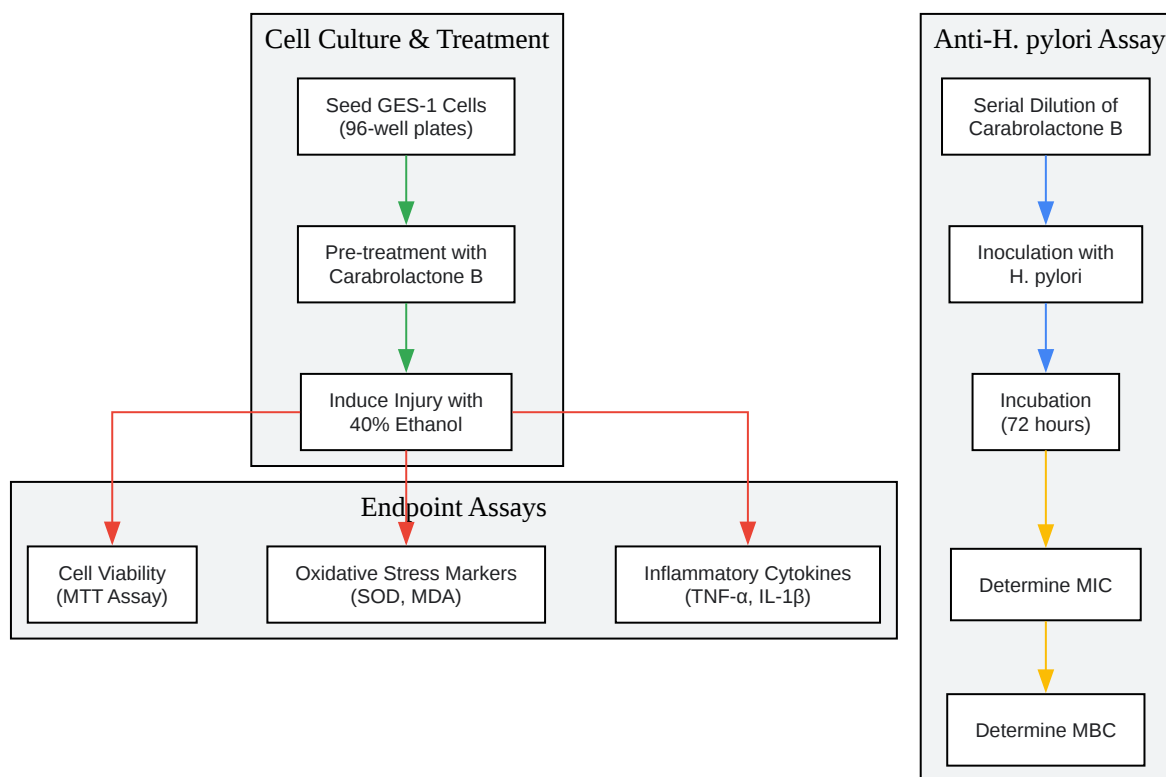 Cell Culture & Treatment
Seed GES-1 Cells
(96-well plates)
Pre-treatment with
Carabrolactone B
Induce Injury with
40% Ethanol
Endpoint Assays
Cell Viability
(MTT Assay)
Oxidative Stress Markers
(SOD, MDA)
Inflammatory Cytokines
(TNF-α, IL-1β)
Anti-H. pylori Assay
Serial Dilution of
Carabrolactone B
Inoculation with
H. pylori
Incubation
(72 hours)
Determine MIC
Determine MBC